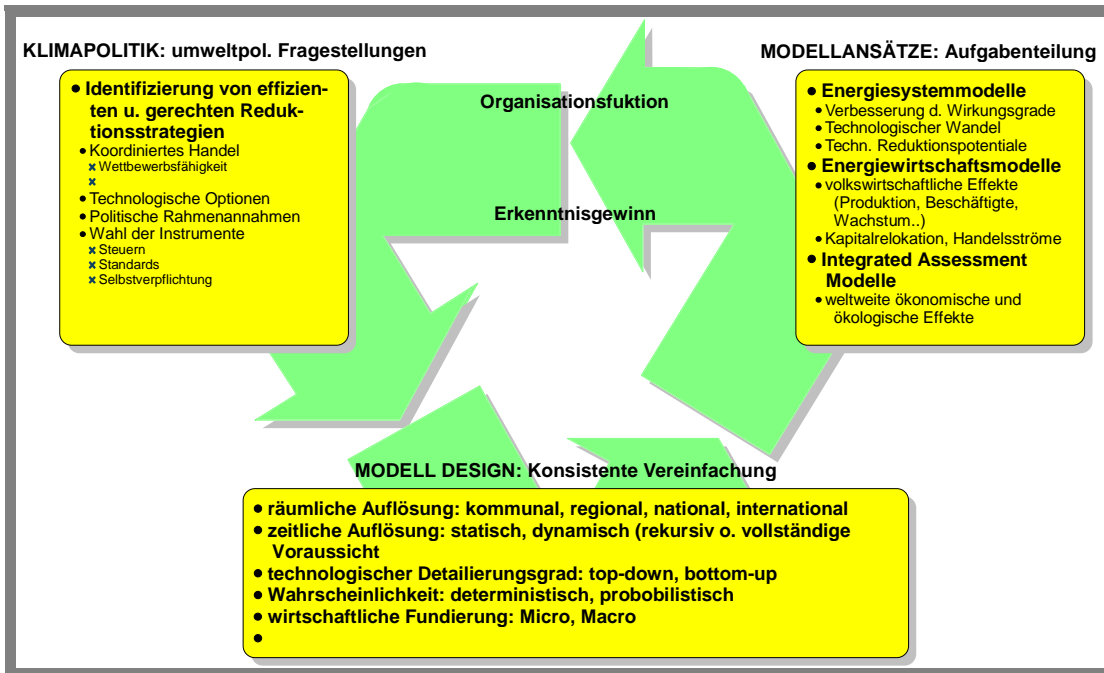 KLIMAPOLITIK: umweltpol. Fragestellungen
• Identifizierung von effizien-
ten u. gerechten Reduk-
tionsstrategien
• Koordiniertes Handel
× Wettbewerbsfähigkeit
×
• Technologische Optionen
• Politische Rahmenannahmen
• Wahl der Instrumente
× Steuern
× Standards
× Selbstverpflichtung
Organisationsfuktion
Erkenntnisgewinn
MODELLANSÄTZE: Aufgabenteilung
• Energiesystemmodelle
• Verbesserung d. Wirkungsgrade
• Technologischer Wandel
• Techn. Reduktionspotentiale
• Energiewirtschaftsmodelle
• volkswirtschaftliche Effekte
(Produktion, Beschäftigte,
Wachstum..)
• Kapitalrelokation, Handelsströme
• Integrated Assessment
Modelle
• weltweite ökonomische und
ökologische Effekte
MODELL DESIGN: Konsistente Vereinfachung
• räumliche Auflösung: kommunal, regional, national, international
• zeitliche Auflösung: statisch, dynamisch (rekursiv o. vollständige
Voraussicht
• technologischer Detailierungsgrad: top-down, bottom-up
• Wahrscheinlichkeit: deterministisch, probobilistisch
• wirtschaftliche Fundierung: Micro, Macro
•